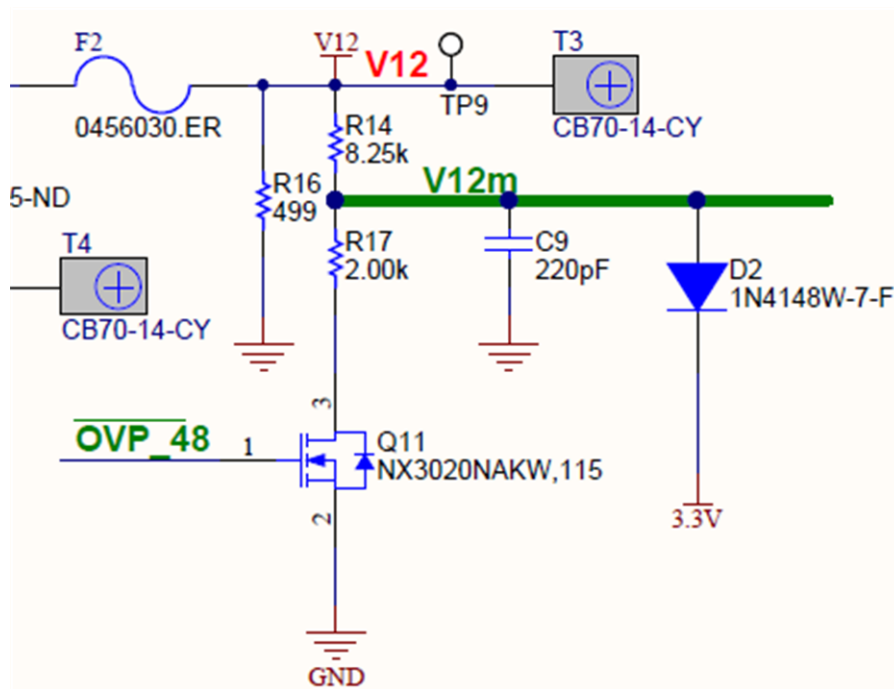 F2
V12
V12
T3
0456030.ER
TP9
CB70-14-CY
R14
8.25k
V12m
R16
499
5-ND
R17
2.00k
C9
220pF
T4
CB70-14-CY
D2
1N4148W-7-F
3
OVP_48
1
Q11
NX3020NAKW,115
2
3.3V
GND